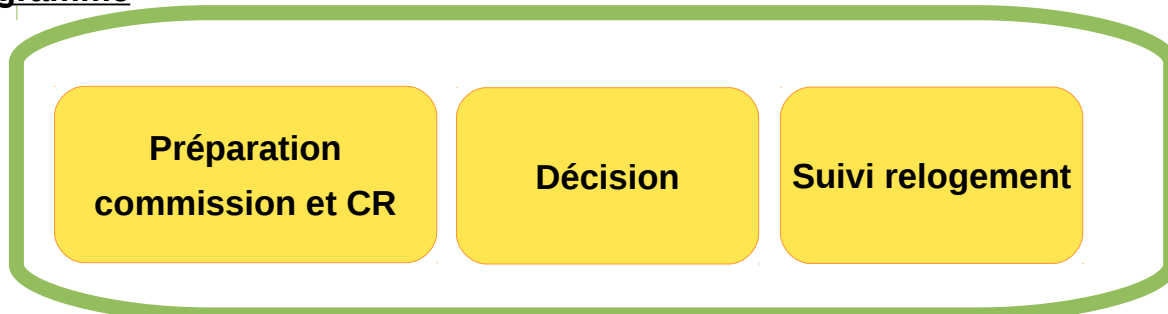 Préparation
commission et CR
Décision
Suivi relogement